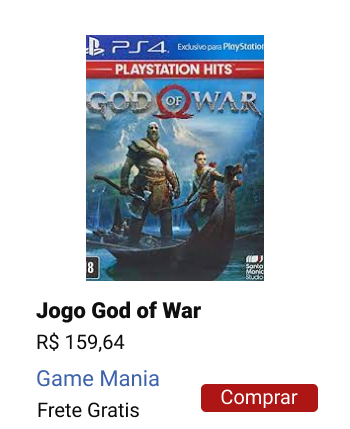 PS4 Exclusivo para PlayStation
PLAYSTATION HITS
GOD OF WAR
8
Santa
Monica
Studio
Jogo God of War
R$ 159,64
Game Mania
Frete Gratis
Comprar